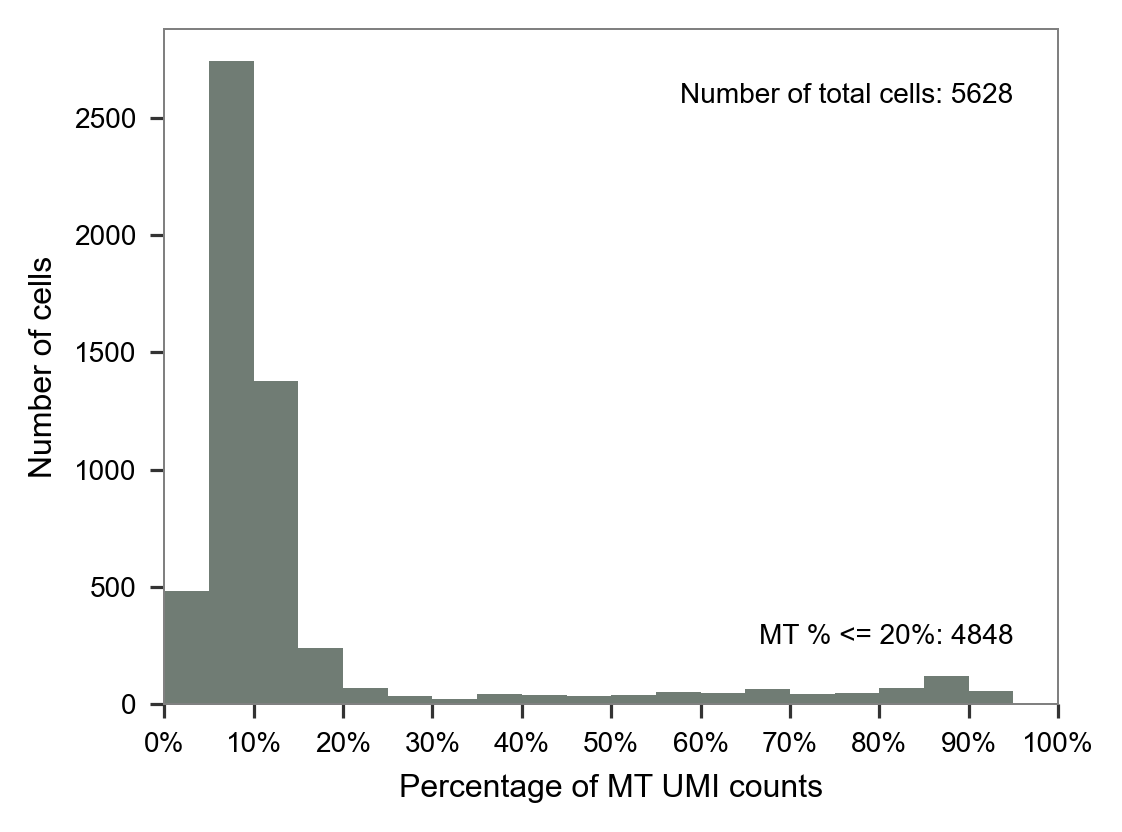 Number of total cells: 5628
2500
2000
1500
1000
500
0
Number of cells
MT % <= 20%: 4848
0% 10% 20% 30% 40% 50% 60% 70% 80% 90% 100%
Percentage of MT UMI counts